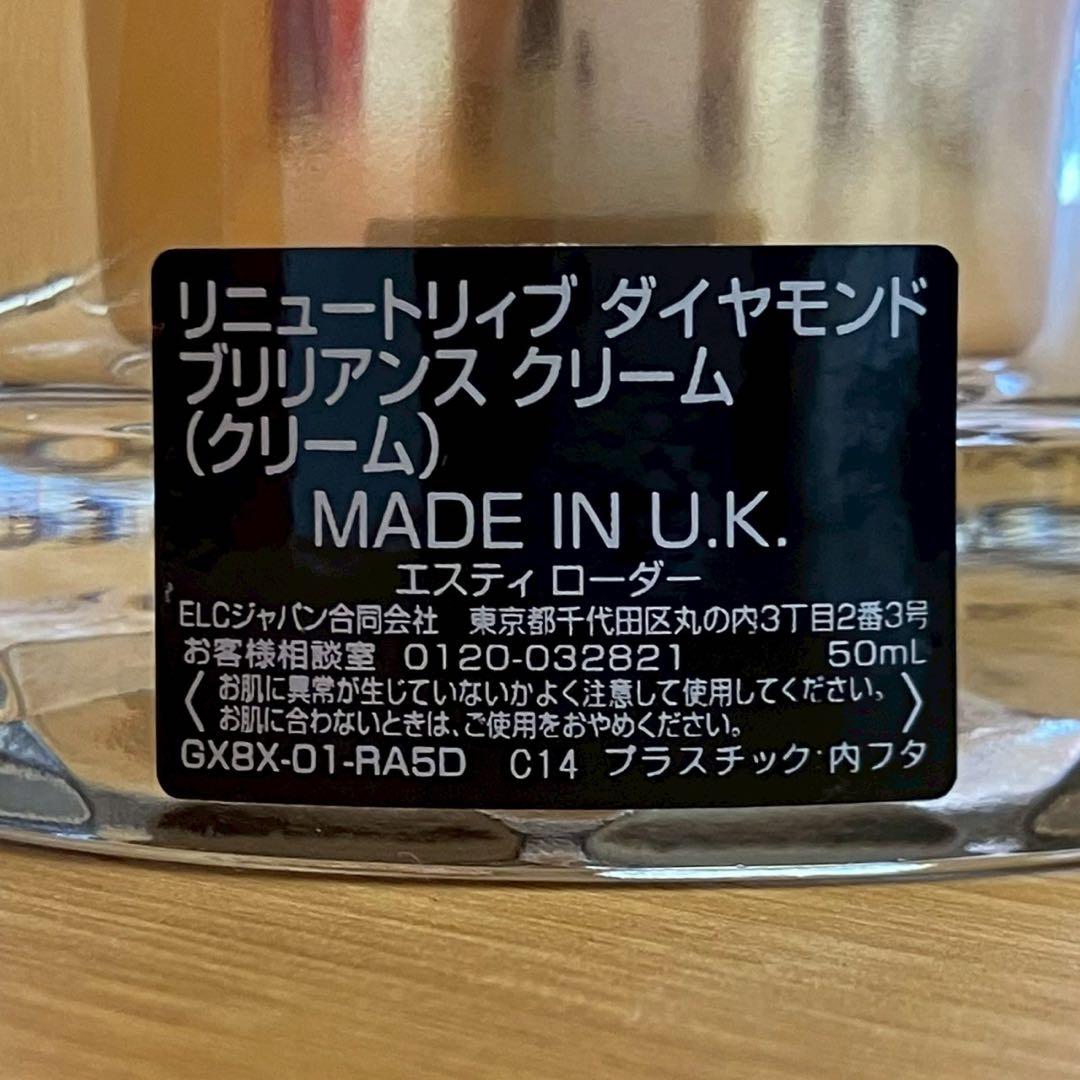 リニュートリィブ ダイヤモンド
ブリリアンス クリーム
(クリーム)
MADE IN U.K.
エスティ ローダー
ELCジャパン合同会社 東京都千代田区丸の内3丁目2番3号
お客様相談室 0120-032821 50mL
〈お肌に異常が生じていないかよく注意して使用してください。
お肌に合わないときは、ご使用をおやめください。〉
GX8X-01-RA5D C14 プラスチック:内フタ